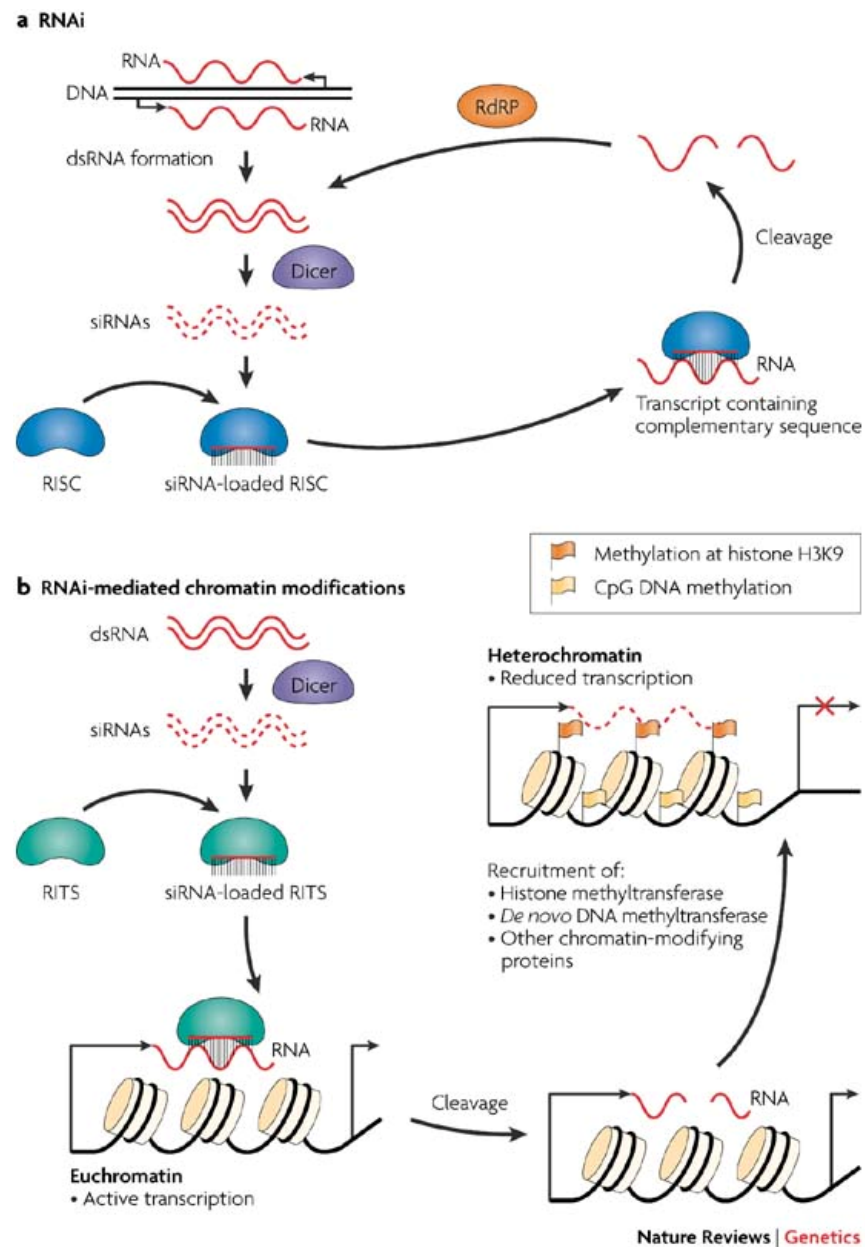 a RNAi
RNA
DNA
RNA
dsRNA formation
RdRP
Cleavage
Dicer
siRNAs
RNA
Transcript containing
complementary sequence
RISC
siRNA-loaded RISC
Methylation at histone H3K9
CpG DNA methylation
b RNAi-mediated chromatin modifications
dsRNA
Dicer
siRNAs
RITS
siRNA-loaded RITS
Heterochromatin
• Reduced transcription
Recruitment of:
• Histone methyltransferase
• De novo DNA methyltransferase
• Other chromatin-modifying
proteins
RNA
Euchromatin
• Active transcription
Cleavage
RNA
Nature Reviews | Genetics